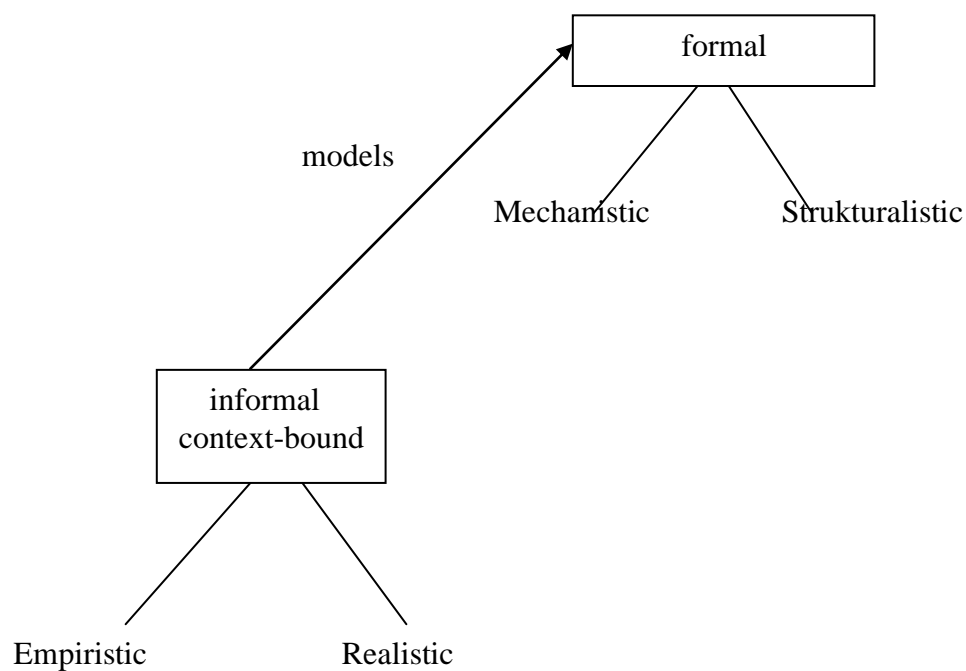 formal
models
Mechanistic
Strukturalistic
informal
context-bound
Empiristic
Realistic